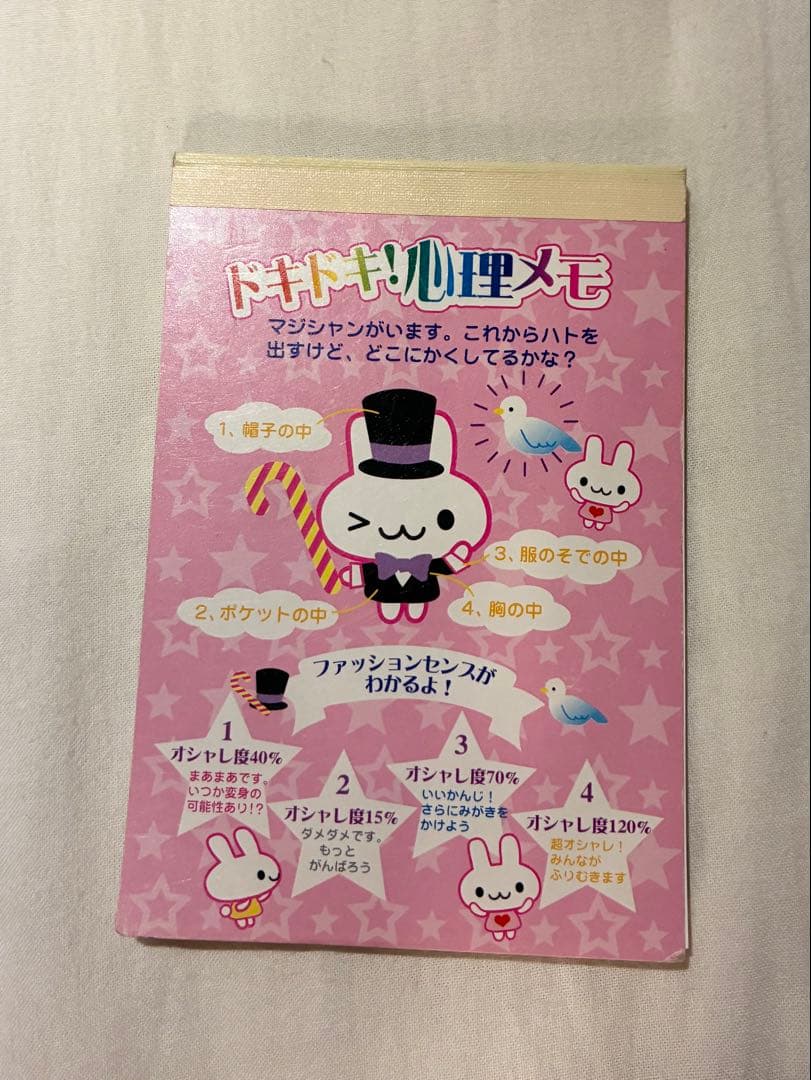 ドキドキ!心理メモ
マジシャンがいます。これからハトを
出すけど、どこにかくしてるかな？
1、帽子の中
3、服のそでの中
2、ポケットの中
4、胸の中
ファッションセンスが
わかるよ！
1
オシャレ度40%
まあまあです。
いつか変身の
可能性あり!?
2
オシャレ度15%
ダメダメです。
もっと
がんばろう
3
オシャレ度70%
いいかんじ！
さらにみがきを
かけよう
4
オシャレ度120%
超オシャレ！
みんなが
ふりむきます